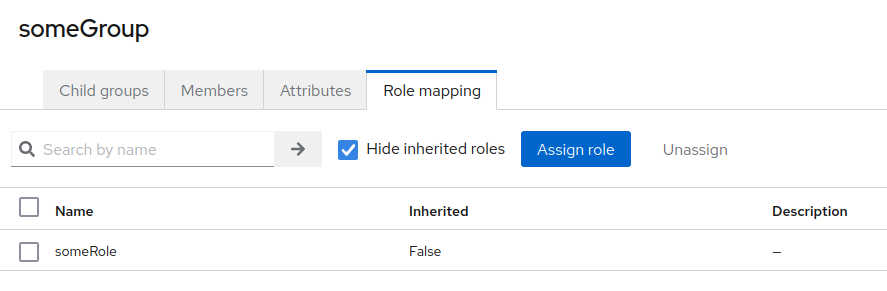 someGroup
Child groups Members Attributes Role mapping
Search by name Hide inherited roles Assign role Unassign
Name Inherited Description
someRole False –